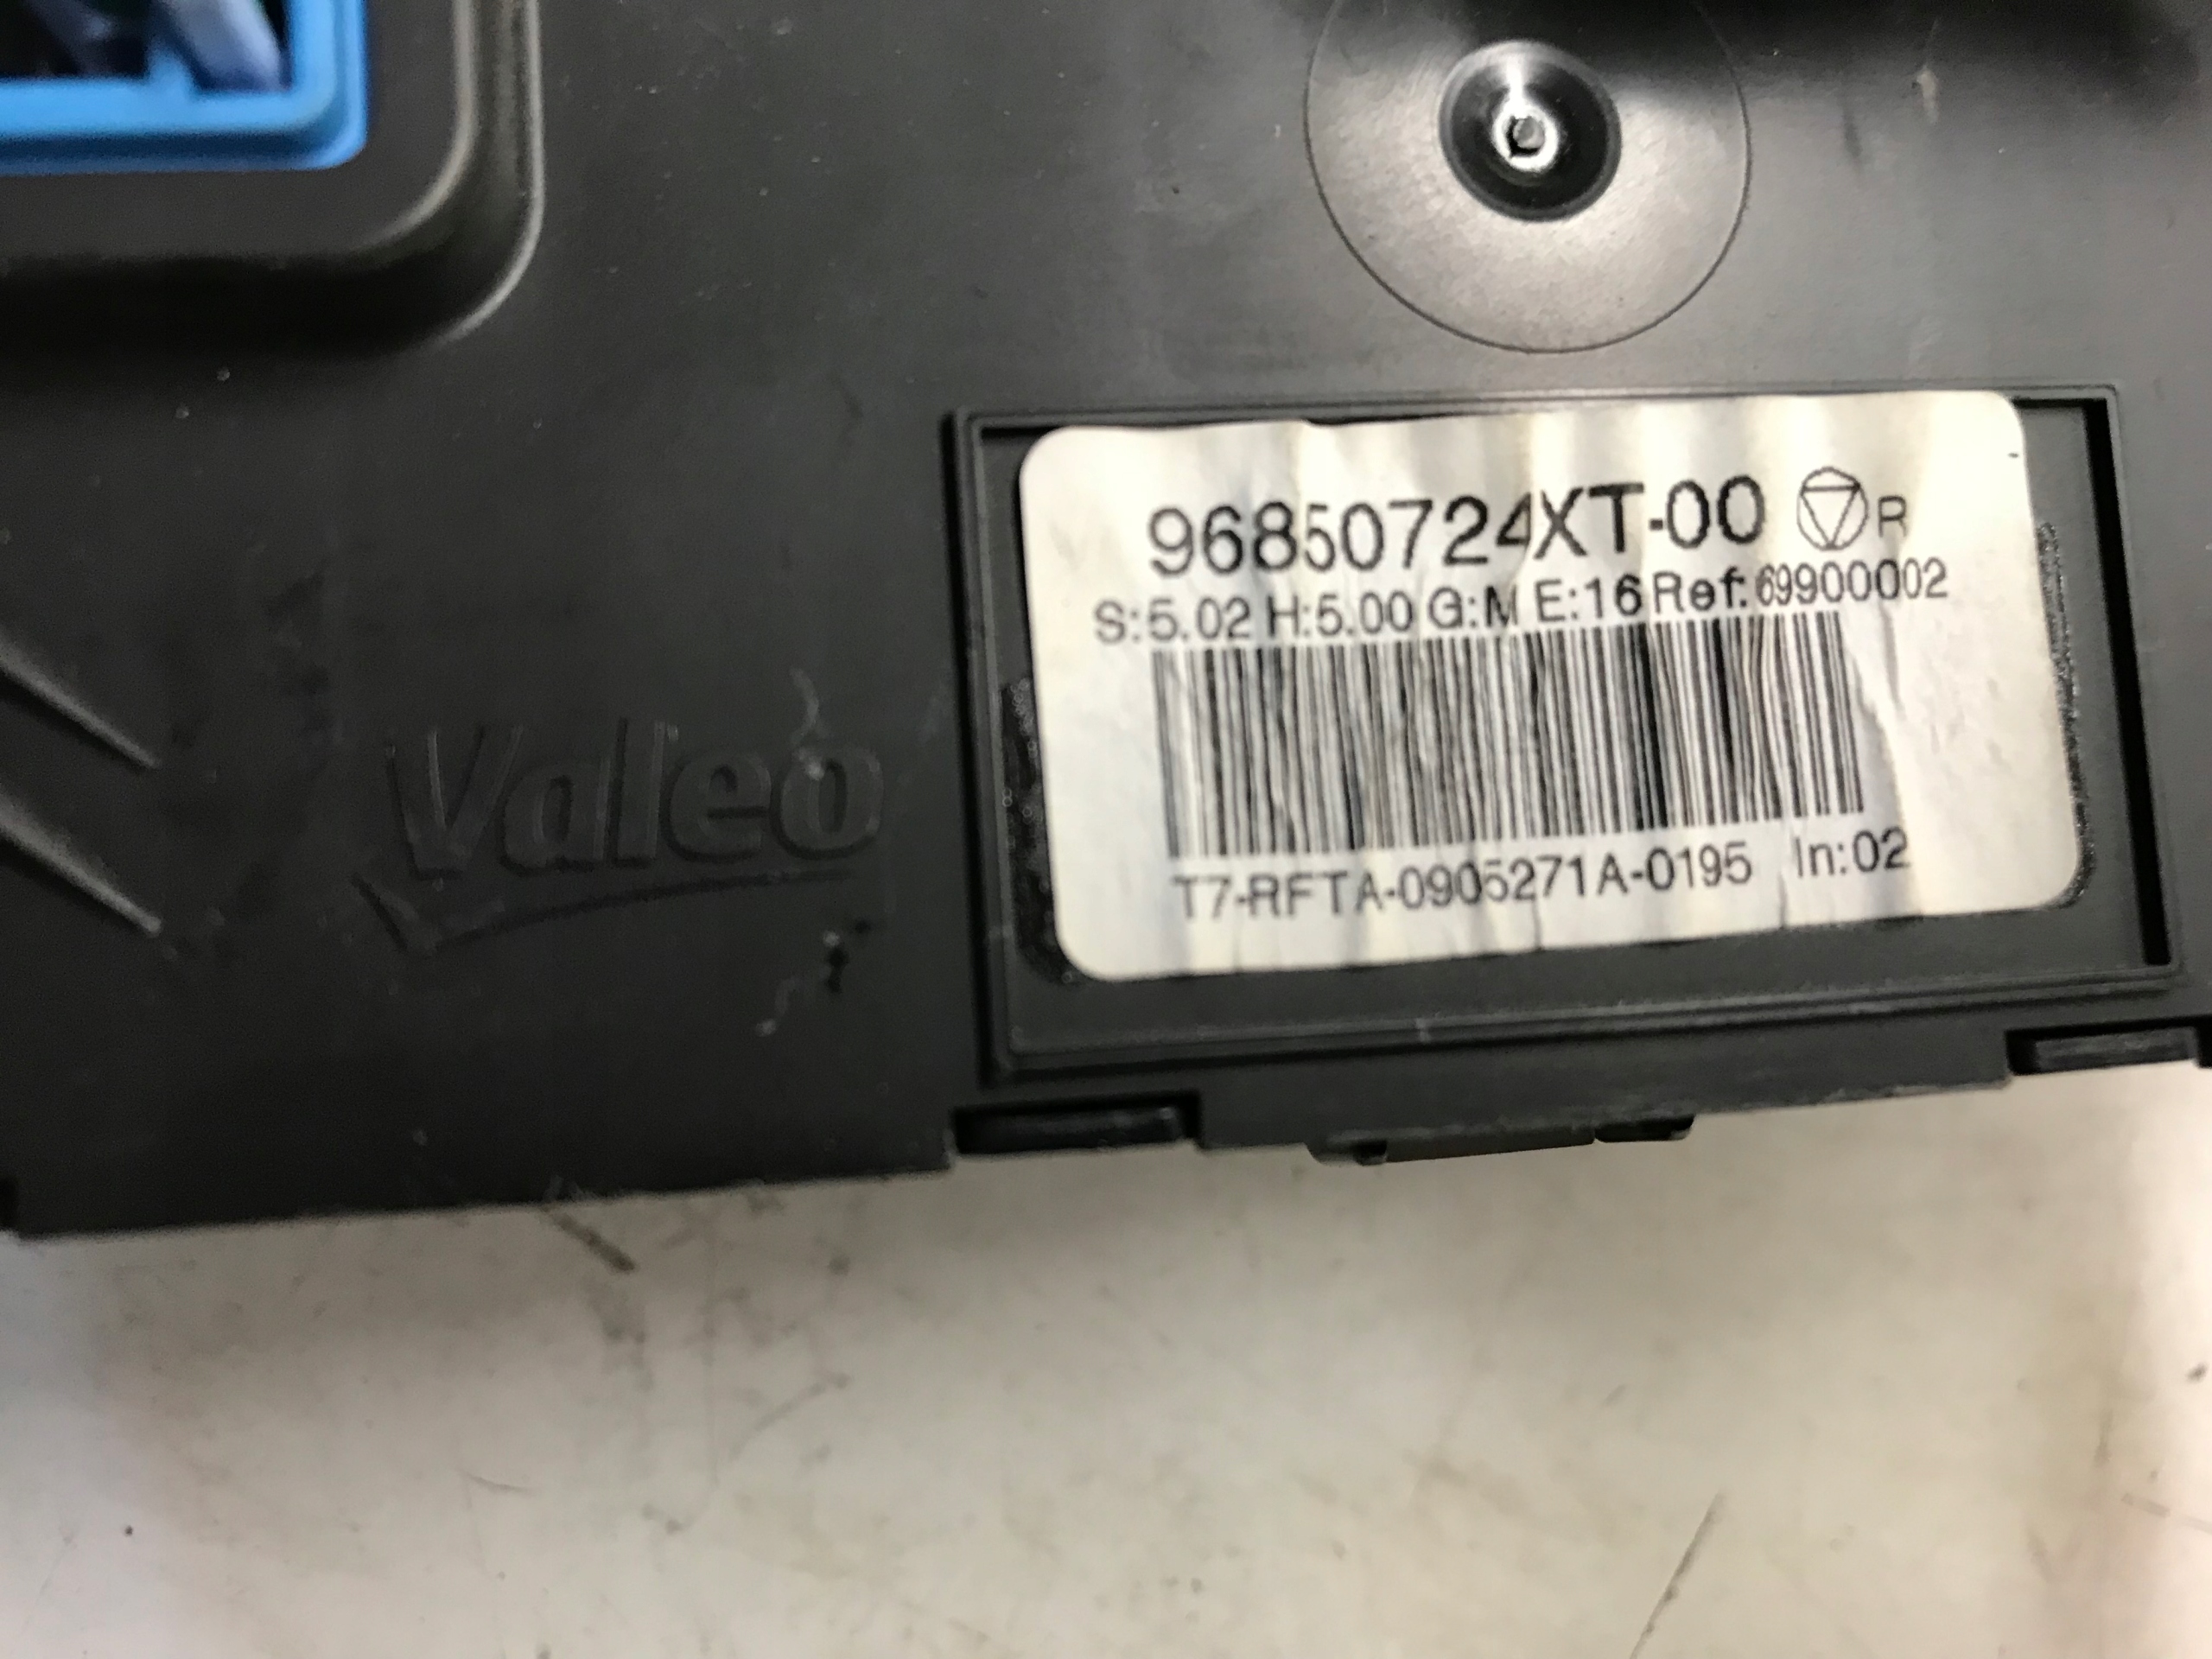 96850724XT-00 R
S:5.02 H:5.00 G:M E:16 Ref:69900002
T7-RFTA-0905271A-0195 In:02
Valeo